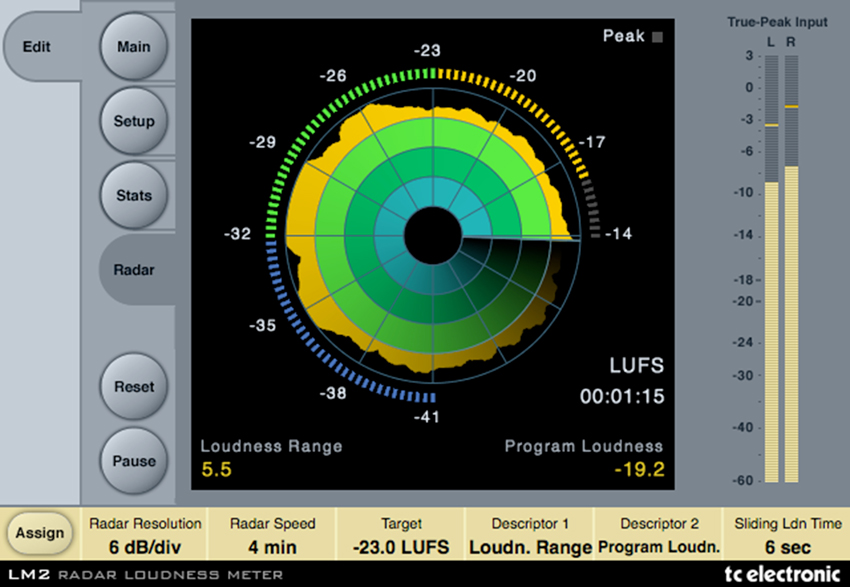 Edit
Main
Setup
Stats
Radar
Reset
Pause
Peak
-23
-26
-20
-29
-17
-32
-14
-35
-38
-41
LUFS
00:01:15
Loudness Range
5.5
Program Loudness
-19.2
True-Peak Input
L R
3
0
-3
-6
-10
-14
-18
-20
-24
-30
-40
-60
Assign
Radar Resolution
6 dB/div
Radar Speed
4 min
Target
-23.0 LUFS
Descriptor 1
Loudn. Range
Descriptor 2
Program Loudn.
Sliding Ldn Time
6 sec
LM2 RADAR LOUDNESS METER
tc electronic